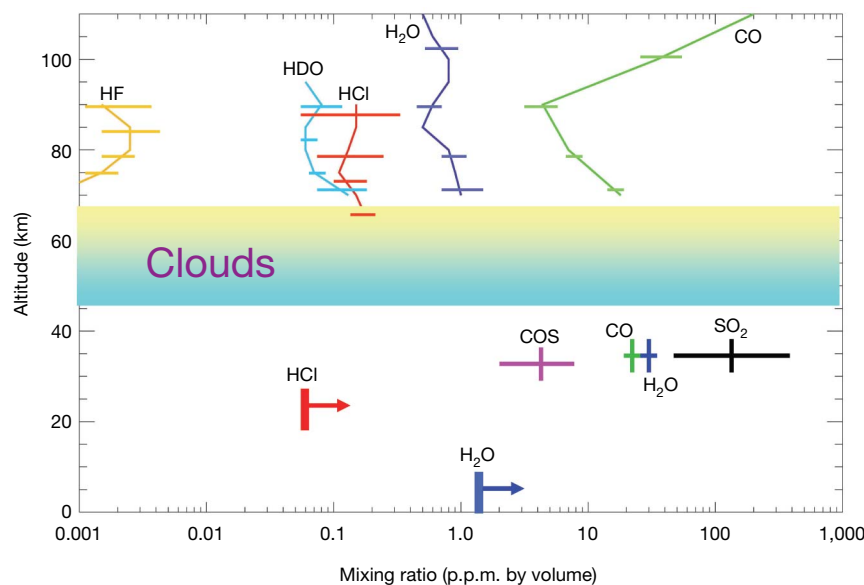 H₂O
CO
100
HDO
HF
HCl
80
Altitude (km)
60
Clouds
40
COS
CO
SO₂
H₂O
HCl
20
H₂O
0
0.001
0.01
0.1
1.0
10
100
1,000
Mixing ratio (p.p.m. by volume)